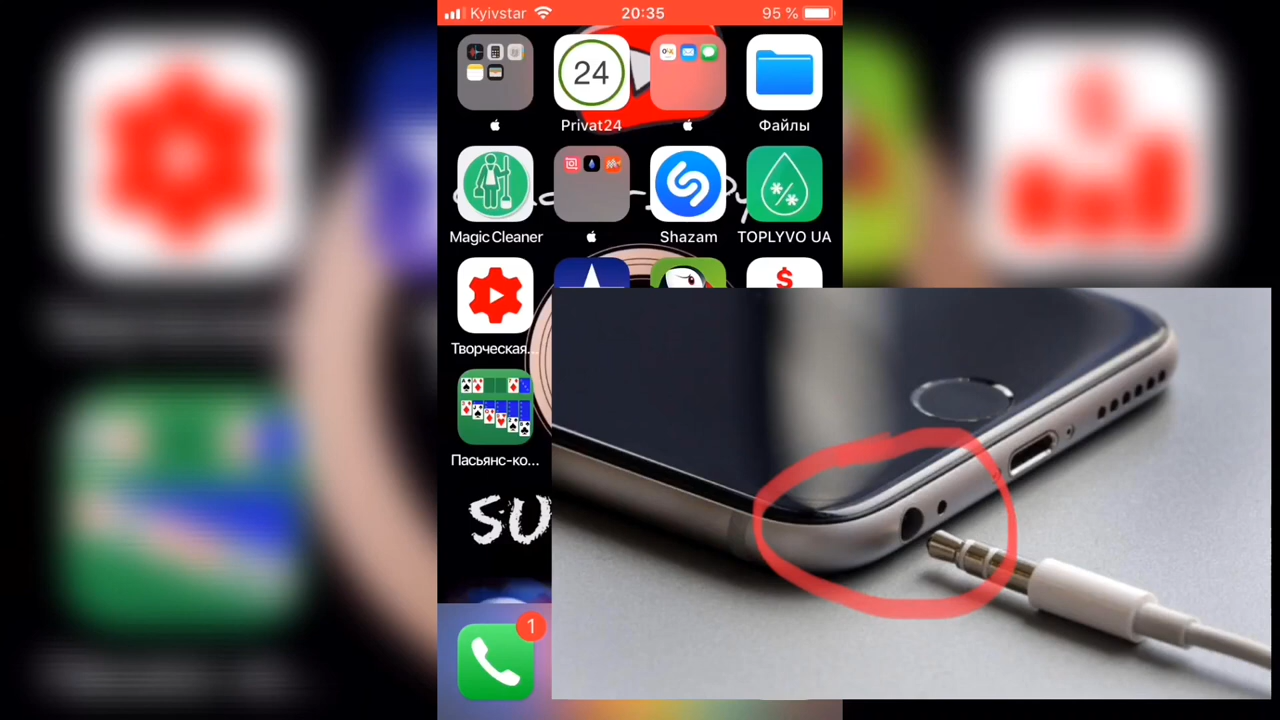 Kyivstar 20:35 95 %
24
Privat24 Файлы
Magic Cleaner Shazam TOPLYVO UA
$
Творческая...
Пасьянс-ко...
SU
1